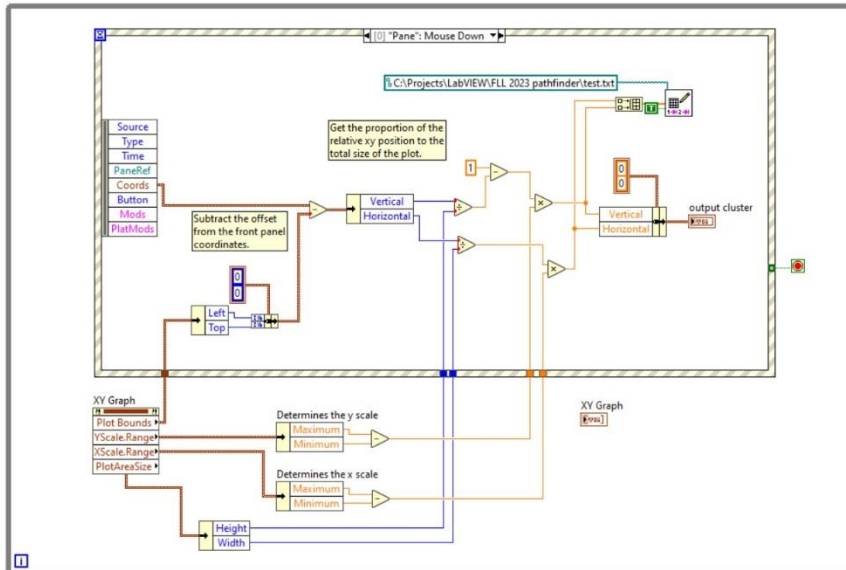 [0] "Pane": Mouse Down
C:\Projects\LabVIEW\FLL 2023 pathfinder\test.txt
Source
Type
Time
PaneRef
Coords
Button
Mods
PlatMods
Get the proportion of the
relative xy position to the
total size of the plot.
1
T
Subtract the offset
from the front panel
coordinates.
Vertical
Horizontal
0
0
Vertical
Horizontal
output cluster
0
0
Left
Top
XY Graph
Plot Bounds
YScale.Range
XScale.Range
PlotAreaSize
Determines the y scale
Maximum
Minimum
Determines the x scale
Maximum
Minimum
XY Graph
Height
Width
i